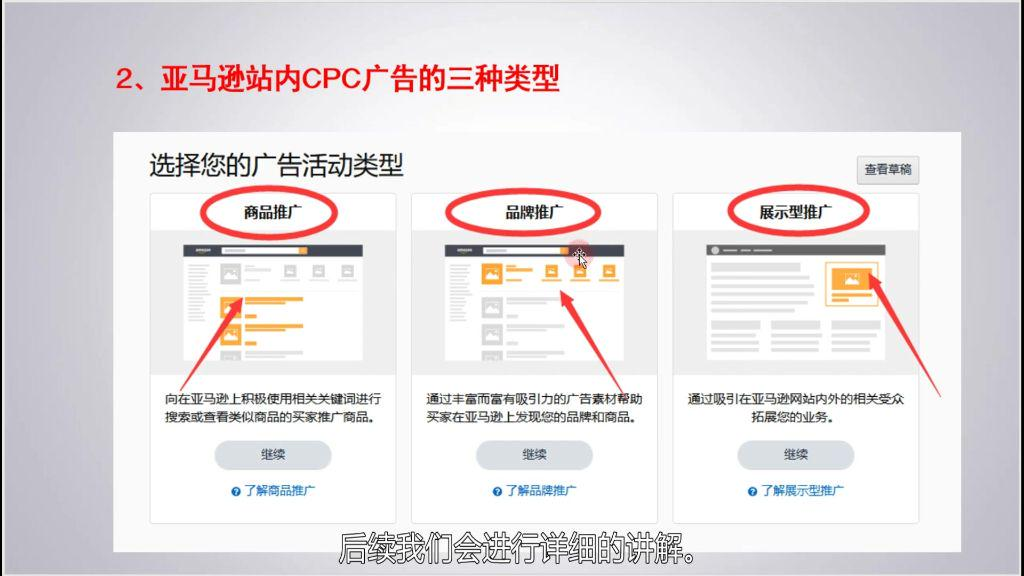 2、亚马逊站内CPC广告的三种类型
选择您的广告活动类型
查看草稿
商品推广
品牌推广
展示型推广
amazon
amazon
向在亚马逊上积极使用相关关键词进行
搜索或查看类似商品的买家推广商品。
通过丰富而富有吸引力的广告素材帮助
买家在亚马逊上发现您的品牌和商品。
通过吸引在亚马逊网站内外的相关受众
拓展您的业务。
继续
继续
继续
了解商品推广
了解品牌推广
了解展示型推广
后续我们会进行详细的讲解。